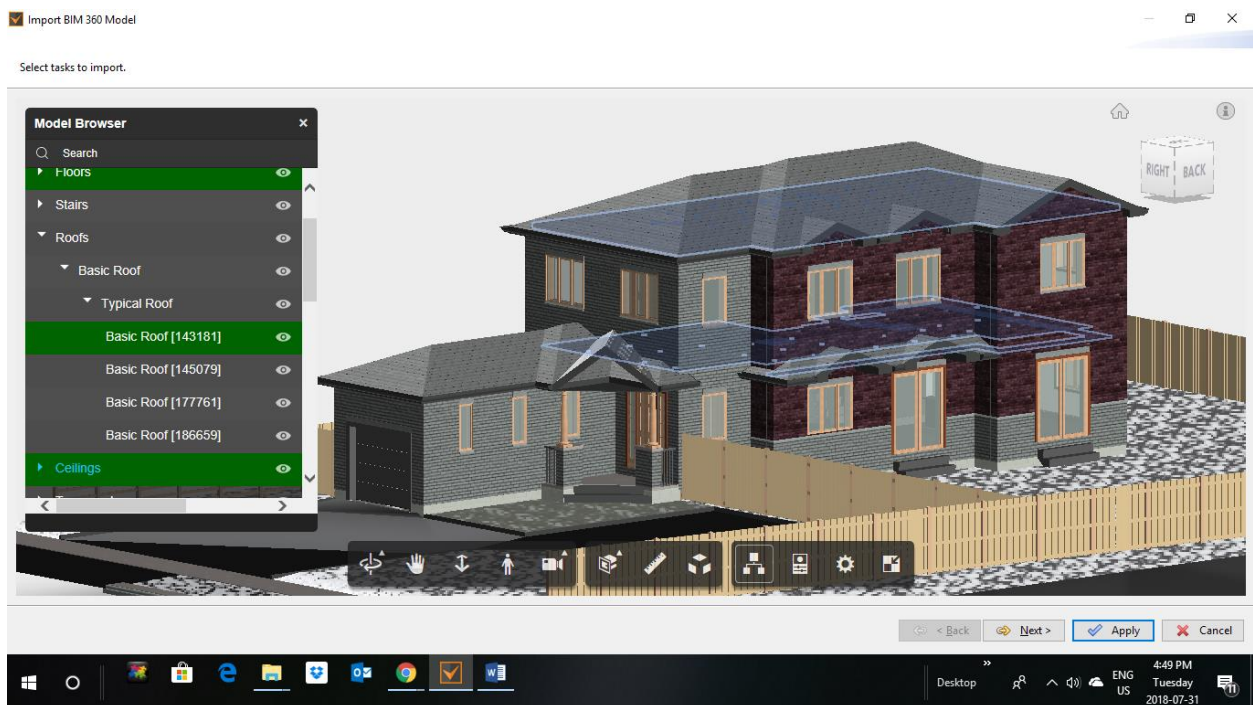 Import BIM 360 Model
Select tasks to import.
Model Browser
Search
Floors
Stairs
Roofs
Basic Roof
Typical Roof
Basic Roof [143181]
Basic Roof [145079]
Basic Roof [177761]
Basic Roof [186659]
Ceilings
RIGHT BACK
< Back Next > Apply Cancel
Desktop
ENG
US
4:49 PM
Tuesday
2018-07-31
11